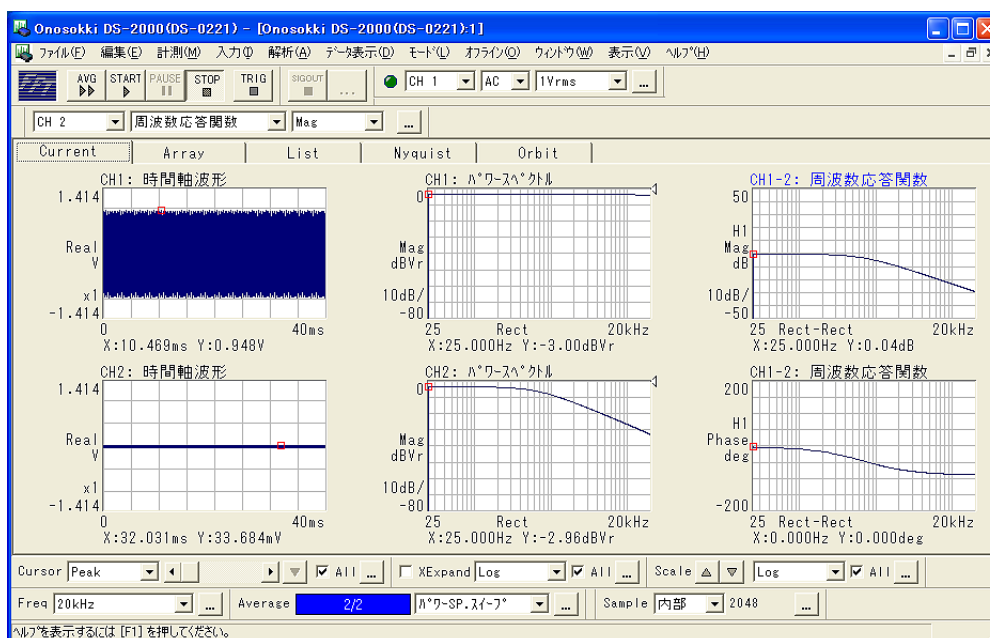 Onosokki DS-2000(DS-0221) - [Onosokki DS-2000(DS-0221):1]
ファイル(F) 編集(E) 計測(M) 入力(I) 解析(A) データ表示(D) モード(L) オフライン(O) ウィンドウ(W) 表示(V) ヘルプ(H)
AVG START PAUSE STOP TRIG SIGOUT ... CH 1 AC 1Vrms ...
CH 2 周波数応答関数 Mag ...
Current Array List Nyquist Orbit
CH1: 時間軸波形
1.414
Real
V
x1
-1.414
0 40ms
X:10.469ms Y:0.948V
CH1: パワースペクトル
0
Mag
dBVr
10dB/
-80
25 Rect 20kHz
X:25.000Hz Y:-3.00dBVr
CH1-2: 周波数応答関数
50
H1
Mag
dB
10dB/
-50
25 Rect-Rect 20kHz
X:25.000Hz Y:0.04dB
CH2: 時間軸波形
1.414
Real
V
x1
-1.414
0 40ms
X:32.031ms Y:33.684mV
CH2: パワースペクトル
0
Mag
dBVr
10dB/
-80
25 Rect 20kHz
X:25.000Hz Y:-2.96dBVr
CH1-2: 周波数応答関数
200
H1
Phase
deg
-200
25 Rect-Rect 20kHz
X:0.000Hz Y:0.000deg
Cursor Peak All ... XExpand Log All ... Scale Log All ...
Freq 20kHz ... Average 2/2 パワ-SP.スイープ ... Sample 内部 2048 ...
ヘルプを表示するには [F1] を押してください。